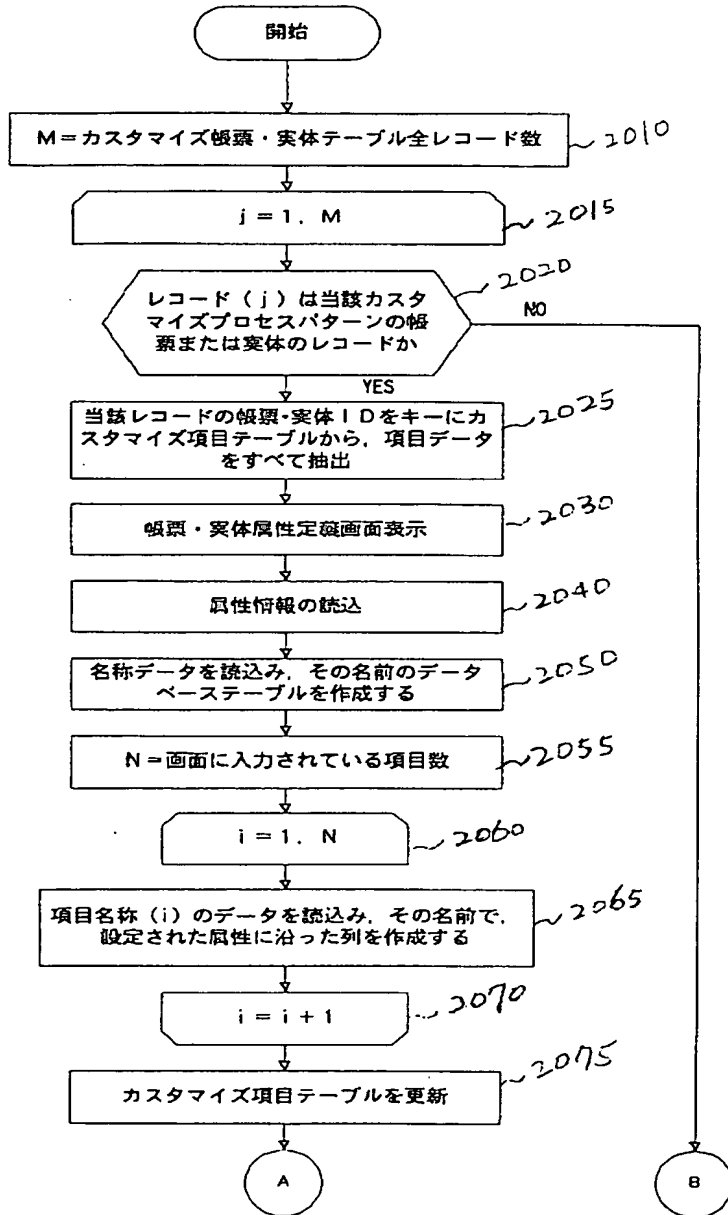 開始
M=カスタマイズ帳票・実体テーブル全レコード数
2010
j=1, M
2015
レコード(j)は当該カスタ
マイズプロセスパターンの帳
票または実体のレコードか
2020
NO
YES
当該レコードの帳票・実体IDをキーにカ
スタマイズ項目テーブルから,項目データ
をすべて抽出
2025
帳票・実体属性定義画面表示
2030
属性情報の読込
2040
名称データを読込み,その名前のデータ
ベーステーブルを作成する
2050
N=画面に入力されている項目数
2055
i=1, N
2060
項目名称(i)のデータを読込み,その名前で,
設定された属性に沿った列を作成する
2065
i=i+1
2070
カスタマイズ項目テーブルを更新
2075
A
B